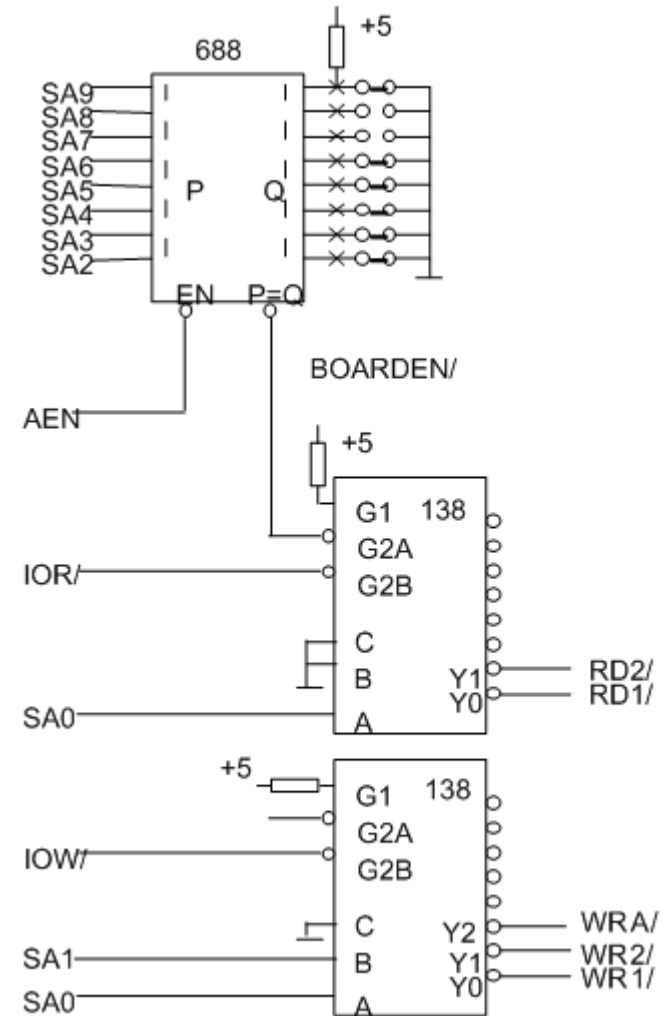 +5
688
SA9
SA8
SA7
SA6
SA5
SA4
SA3
SA2
P Q
EN P=Q
BOARDEN/
AEN
+5
G1 138
G2A
IOR/
G2B
C
B Y1 RD2/
Y0 RD1/
SA0 A
+5
G1 138
G2A
IOW/
G2B
C Y2 WRA/
SA1 B Y1 WR2/
Y0 WR1/
SA0 A